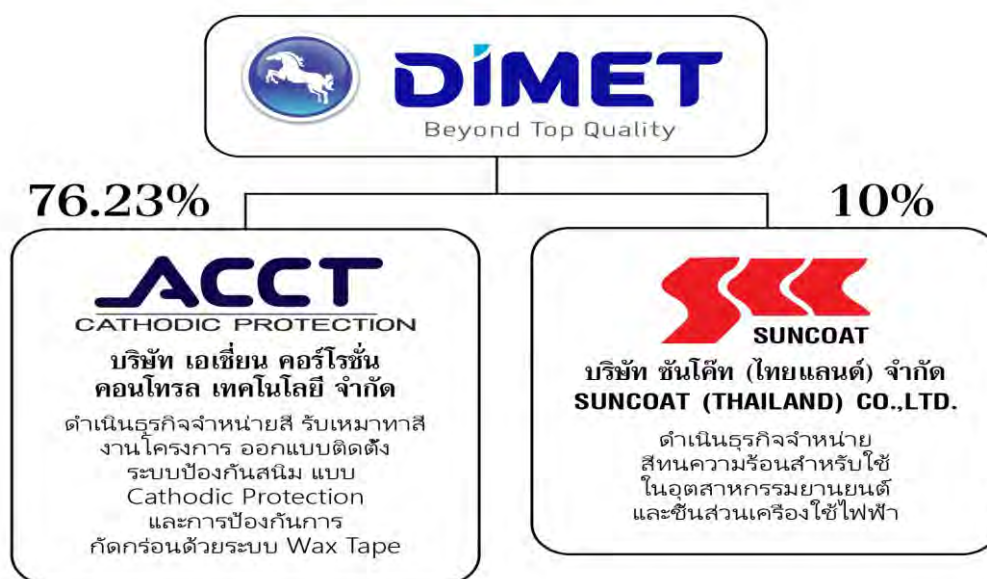 DiMET
Beyond Top Quality
76.23%
10%
ACCT
CATHODIC PROTECTION
บริษัท เอเชี่ยน คอร์โรชั่น
คอนโทรล เทคโนโลยี จำกัด
ดำเนินธุรกิจจำหน่ายสี รับเหมาทาสี
งานโครงการ ออกแบบติดตั้ง
ระบบป้องกันสนิม แบบ
Cathodic Protection
และการป้องกันการ
กัดกร่อนด้วยระบบ Wax Tape
SCC
SUNCOAT
บริษัท ซันโค๊ท (ไทยแลนด์) จำกัด
SUNCOAT (THAILAND) CO.,LTD.
ดำเนินธุรกิจจำหน่าย
สีทนความร้อนสำหรับใช้
ในอุตสาหกรรมยานยนต์
และชิ้นส่วนเครื่องใช้ไฟฟ้า